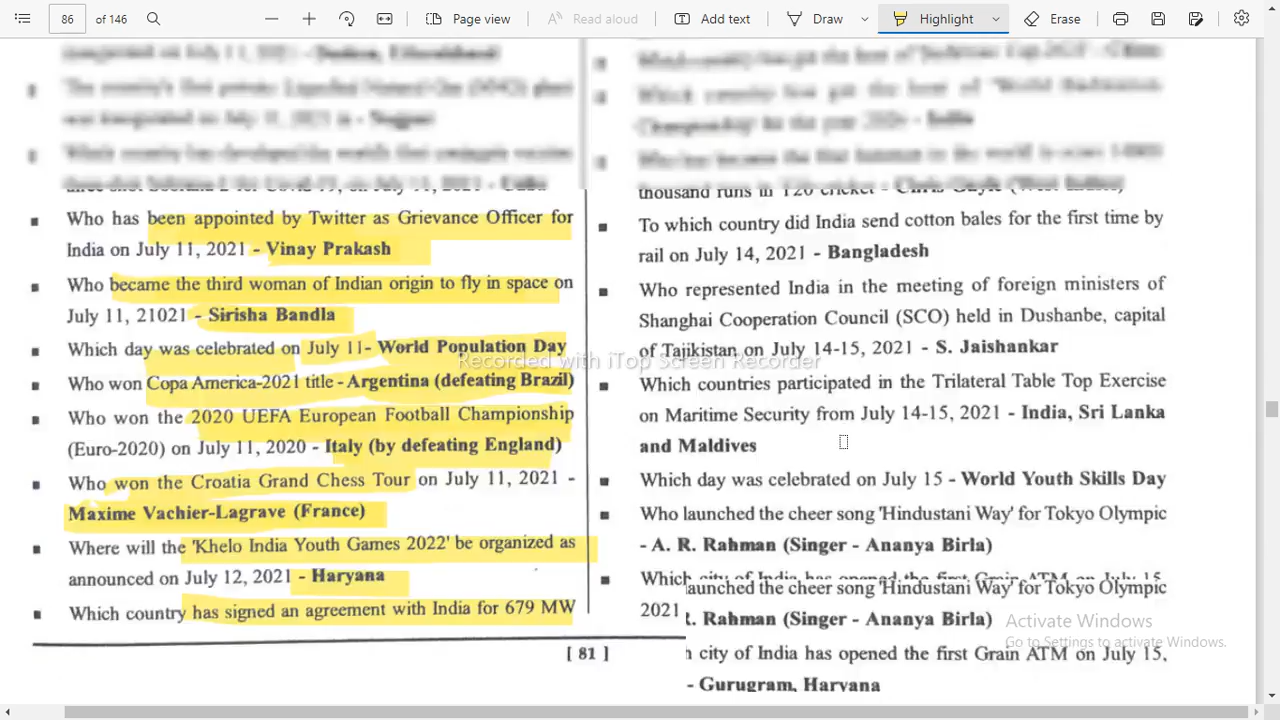 86 of 146
Page view
Read aloud
Add text
Draw
Highlight
Erase
Who has been appointed by Twitter as Grievance Officer for
India on July 11, 2021 - Vinay Prakash
Who became the third woman of Indian origin to fly in space on
July 11, 21021 - Sirisha Bandla
Which day was celebrated on July 11- World Population Day
Who won Copa America-2021 title - Argentina (defeating Brazil)
Who won the 2020 UEFA European Football Championship
(Euro-2020) on July 11, 2020 - Italy (by defeating England)
Who won the Croatia Grand Chess Tour on July 11, 2021 -
Maxime Vachier-Lagrave (France)
Where will the 'Khelo India Youth Games 2022' be organized as
announced on July 12, 2021 - Haryana
Which country has signed an agreement with India for 679 MW
thousand runs in T20 cricket - Chris Gayle (West Indies)
To which country did India send cotton bales for the first time by
rail on July 14, 2021 - Bangladesh
Who represented India in the meeting of foreign ministers of
Shanghai Cooperation Council (SCO) held in Dushanbe, capital
of Tajikistan on July 14-15, 2021 - S. Jaishankar
Which countries participated in the Trilateral Table Top Exercise
on Maritime Security from July 14-15, 2021 - India, Sri Lanka
and Maldives
Which day was celebrated on July 15 - World Youth Skills Day
Who launched the cheer song 'Hindustani Way' for Tokyo Olympic
- A. R. Rahman (Singer - Ananya Birla)
Which city of India has opened the first Grain ATM on July 15,
launched the cheer song 'Hindustani Way' for Tokyo Olympic
2021
R. Rahman (Singer - Ananya Birla)
h city of India has opened the first Grain ATM on July 15,
- Gurugram, Haryana
[ 81 ]
Recorded with iTop Screen Recorder
Activate Windows
Go to Settings to activate Windows.